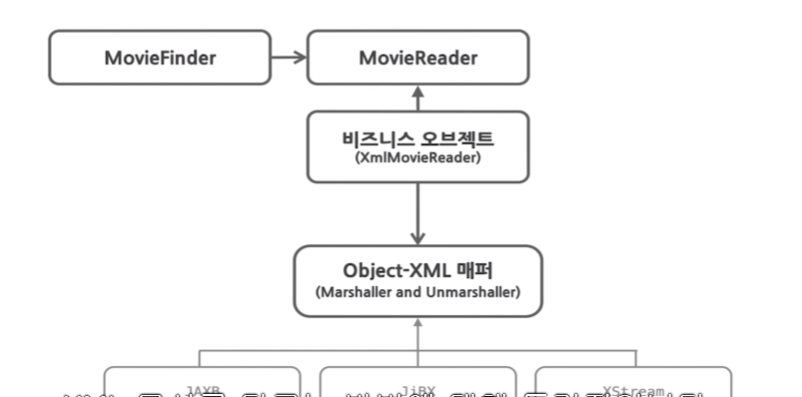 MovieFinder
MovieReader
비즈니스 오브젝트
(XmlMovieReader)
Object-XML 매퍼
(Marshaller and Unmarshaller)
JAXB
JiBX
XStream